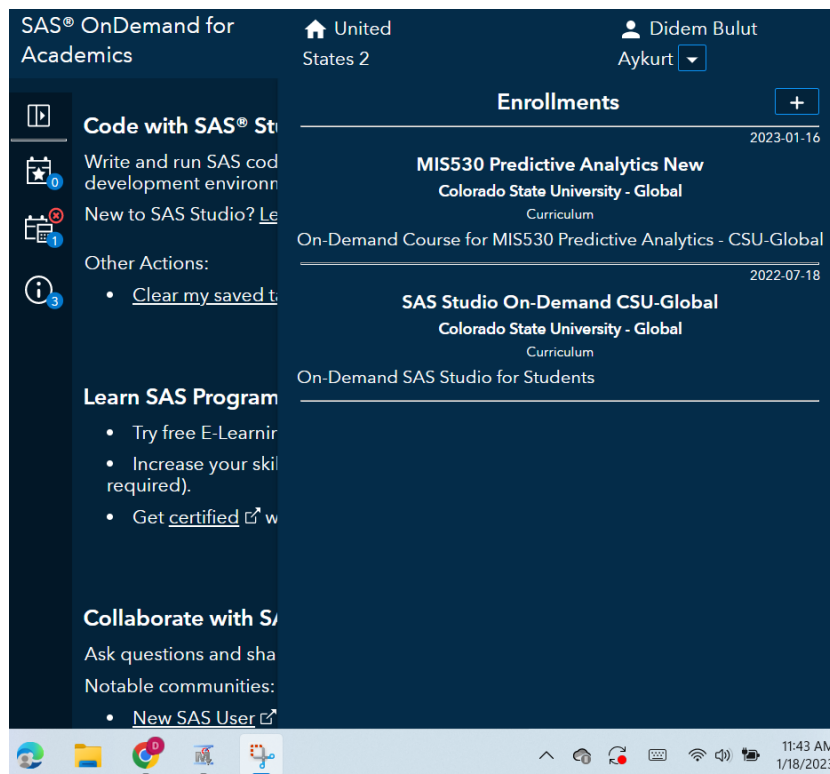 SAS® OnDemand for
Academics
United
States 2
Didem Bulut
Aykurt
Code with SAS® St
Write and run SAS cod
development environ
New to SAS Studio? Le
Other Actions:
• Clear my saved ta
Learn SAS Program
• Try free E-Learnin
• Increase your skil
required).
• Get certified w
Collaborate with SA
Ask questions and sha
Notable communities:
• New SAS User
0
1
3
Enrollments
+
2023-01-16
MIS530 Predictive Analytics New
Colorado State University - Global
Curriculum
On-Demand Course for MIS530 Predictive Analytics - CSU-Global
2022-07-18
SAS Studio On-Demand CSU-Global
Colorado State University - Global
Curriculum
On-Demand SAS Studio for Students
D
11:43 AM
1/18/2023